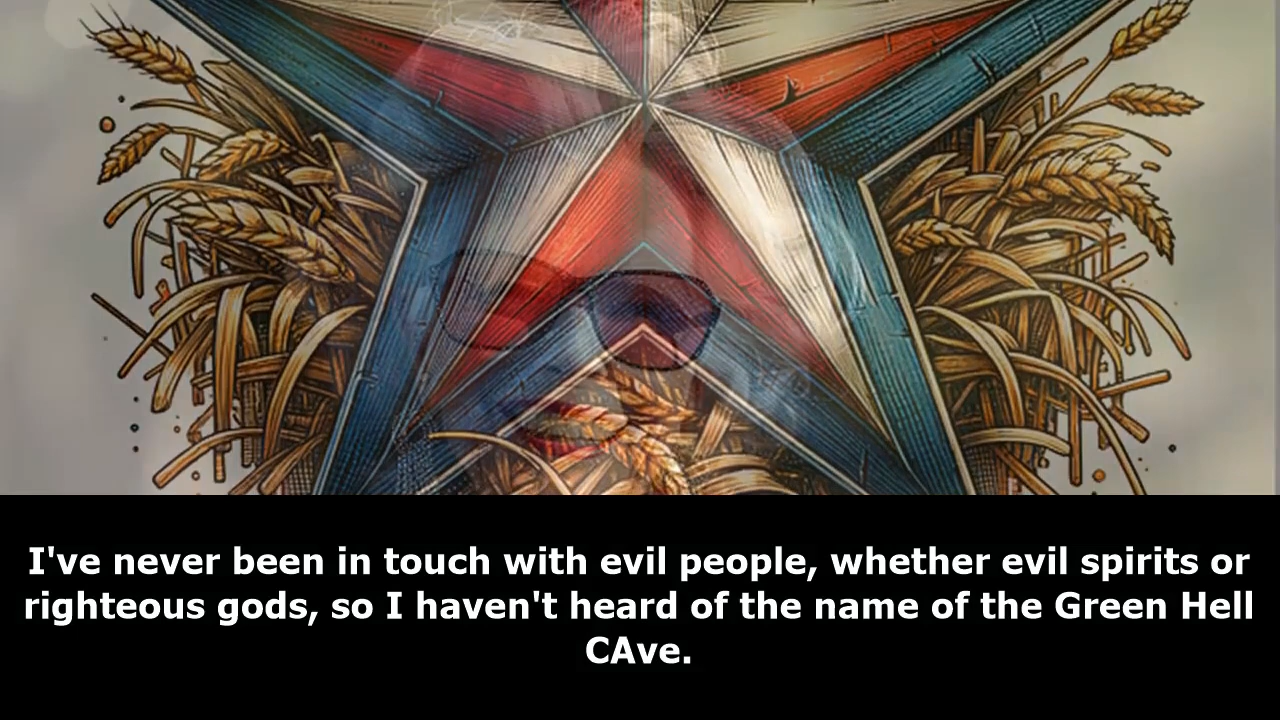 I've never been in touch with evil people, whether evil spirits or
righteous gods, so I haven't heard of the name of the Green Hell
CAve.